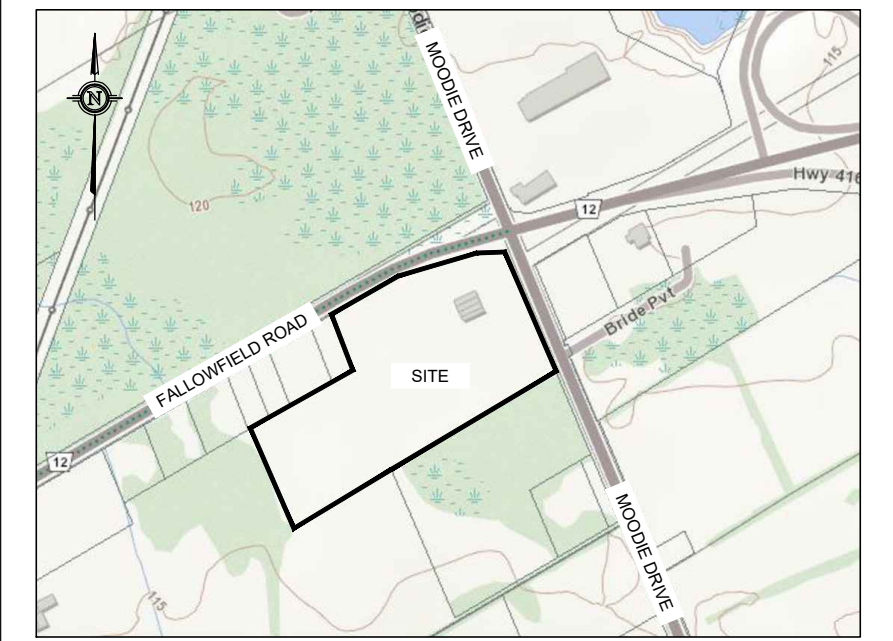 MOODIE DRIVE
N
115
Hwy 416
120
12
Bride Pvt
FALLOWFIELD ROAD
SITE
12
MOODIE DRIVE
115